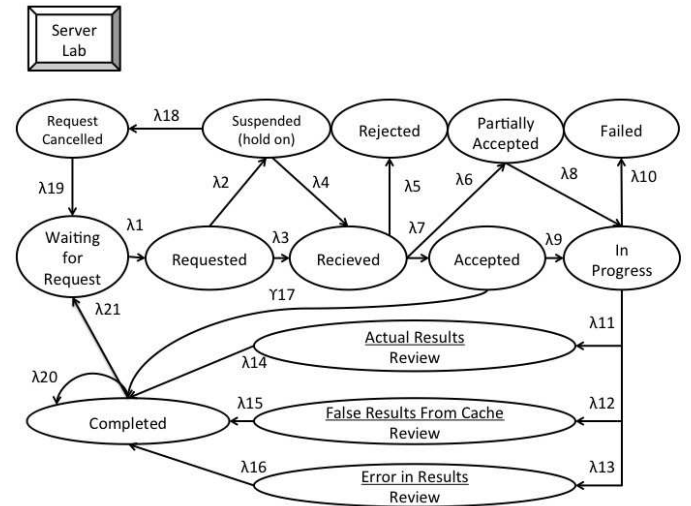 Server
Lab
Request
Cancelled
λ18
Suspended
(hold on)
Rejected
Partially
Accepted
Failed
λ19
λ2
λ4
λ5
λ6
λ8
λ10
Waiting
for
Request
λ1
Requested
λ3
Recieved
λ7
Accepted
λ9
In
Progress
λ21
ϒ17
λ11
Actual Results
Review
λ14
λ20
Completed
λ15
False Results From Cache
Review
λ12
λ16
Error in Results
Review
λ13